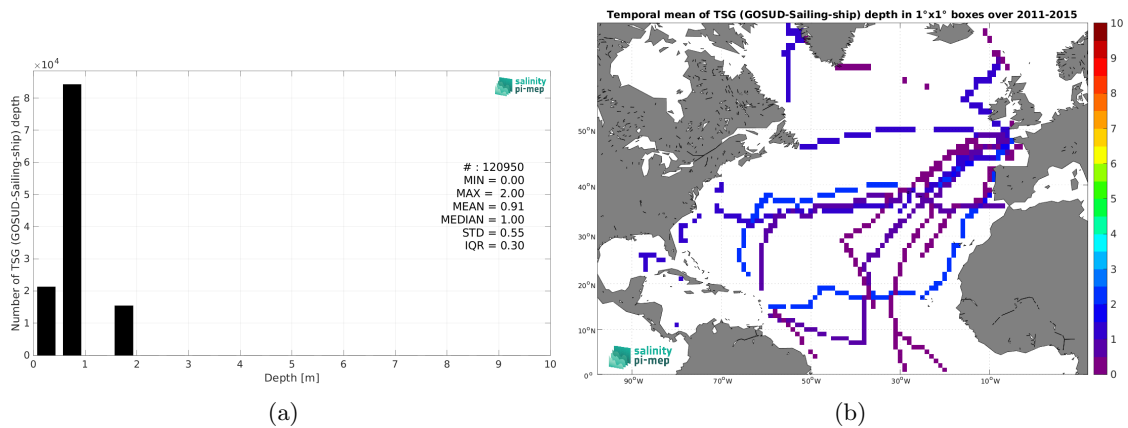 ×10⁴
8
7
6
5
4
3
2
1
0
Number of TSG (GOSUD-Sailing-ship) depth
salinity
pi-mep
# : 120950
MIN = 0.00
MAX = 2.00
MEAN = 0.91
MEDIAN = 1.00
STD = 0.55
IQR = 0.30
0 1 2 3 4 5 6 7 8 9 10
Depth [m]
(a)
Temporal mean of TSG (GOSUD-Sailing-ship) depth in 1°x1° boxes over 2011-2015
50°N
40°N
30°N
20°N
10°N
0°
90°W 70°W 50°W 30°W 10°W
salinity
pi-mep
10
9
8
7
6
5
4
3
2
1
0
(b)